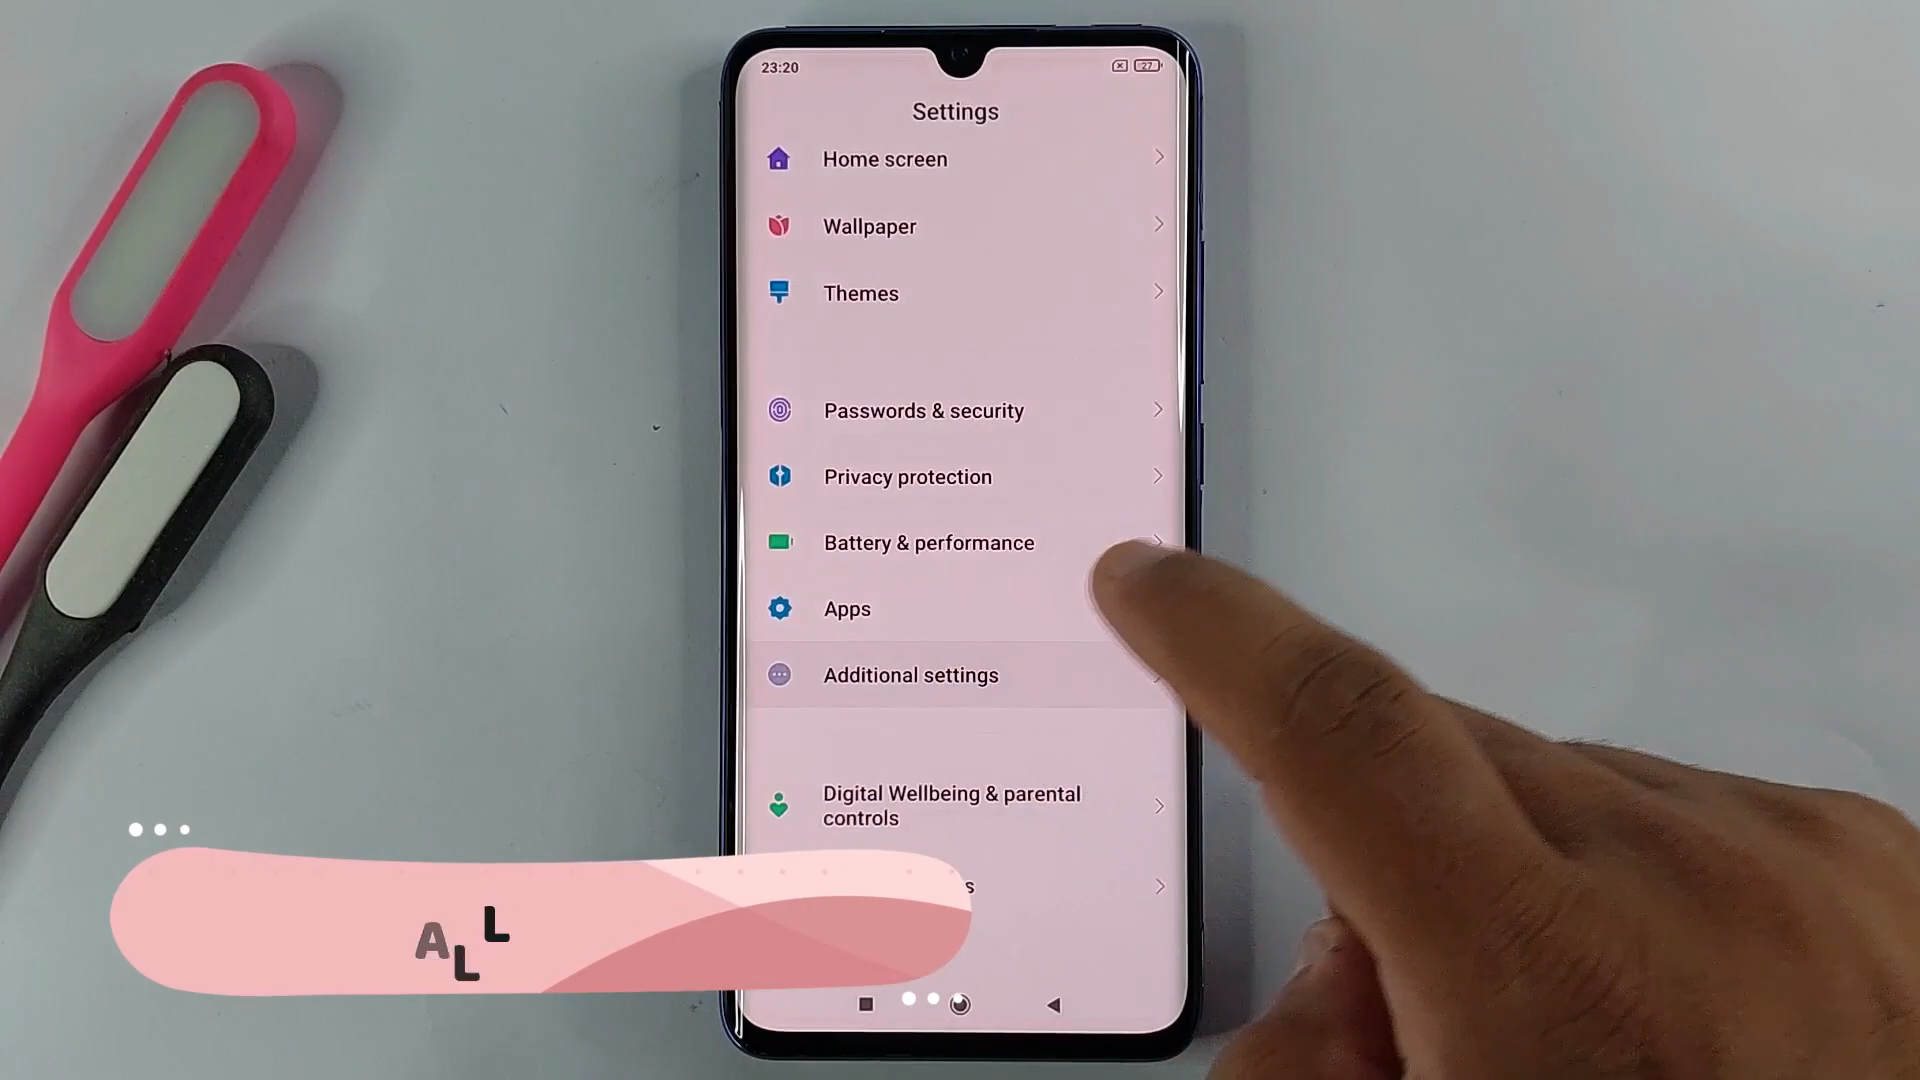 23:20
27
Settings
Home screen
Wallpaper
Themes
Passwords & security
Privacy protection
Battery & performance
Apps
Additional settings
Digital Wellbeing & parental
controls
s
ALL